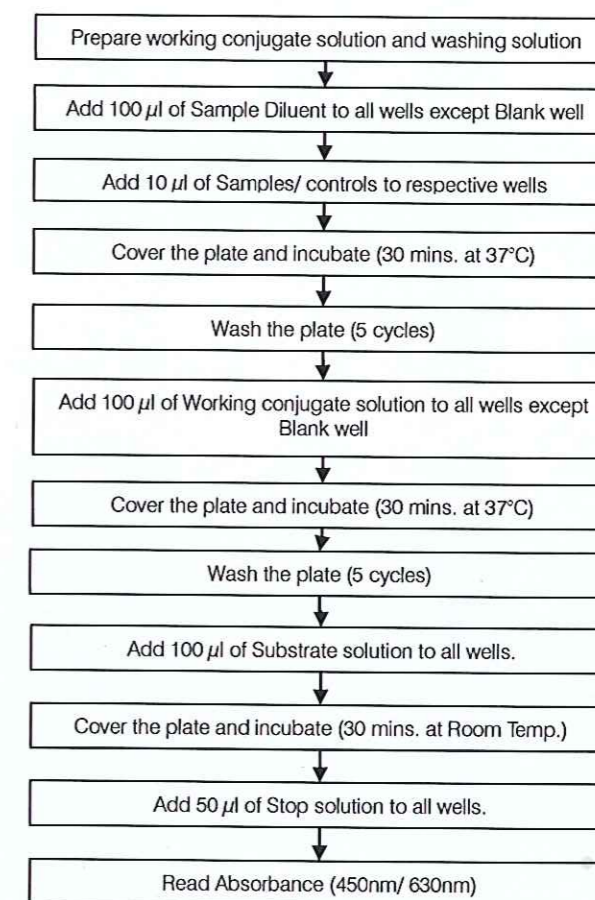 Prepare working conjugate solution and washing solution
Add 100 µl of Sample Diluent to all wells except Blank well
Add 10 µl of Samples/ controls to respective wells
Cover the plate and incubate (30 mins. at 37°C)
Wash the plate (5 cycles)
Add 100 µl of Working conjugate solution to all wells except
Blank well
Cover the plate and incubate (30 mins. at 37°C)
Wash the plate (5 cycles)
Add 100 µl of Substrate solution to all wells.
Cover the plate and incubate (30 mins. at Room Temp.)
Add 50 µl of Stop solution to all wells.
Read Absorbance (450nm/ 630nm)